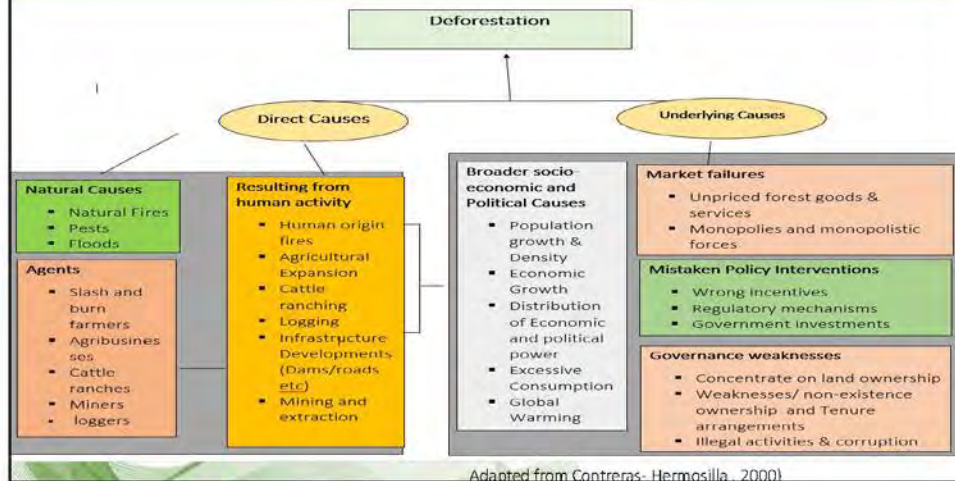 Deforestation
Direct Causes
Underlying Causes
Natural Causes
▪ Natural Fires
▪ Pests
▪ Floods
Agents
▪ Slash and
burn
farmers
▪ Agribusines
ses
▪ Cattle
ranches
▪ Miners
▪ loggers
Resulting from
human activity
▪ Human origin
fires
▪ Agricultural
Expansion
▪ Cattle
ranching
▪ Logging
▪ Infrastructure
Developments
(Dams/roads
etc)
▪ Mining and
extraction
Broader socio-
economic and
Political Causes
▪ Population
growth &
Density
▪ Economic
Growth
▪ Distribution
of Economic
and political
power
▪ Excessive
Consumption
▪ Global
Warming
Market failures
▪ Unpriced forest goods &
services
▪ Monopolies and monopolistic
forces
Mistaken Policy Interventions
▪ Wrong Incentives
▪ Regulatory mechanisms
▪ Government investments
Governance weaknesses
▪ Concentrate on land ownership
▪ Weaknesses/ non-existence
ownership and Tenure
arrangements
▪ Illegal activities & corruption
Adapted from Contreras- Hermosilla , 2000)